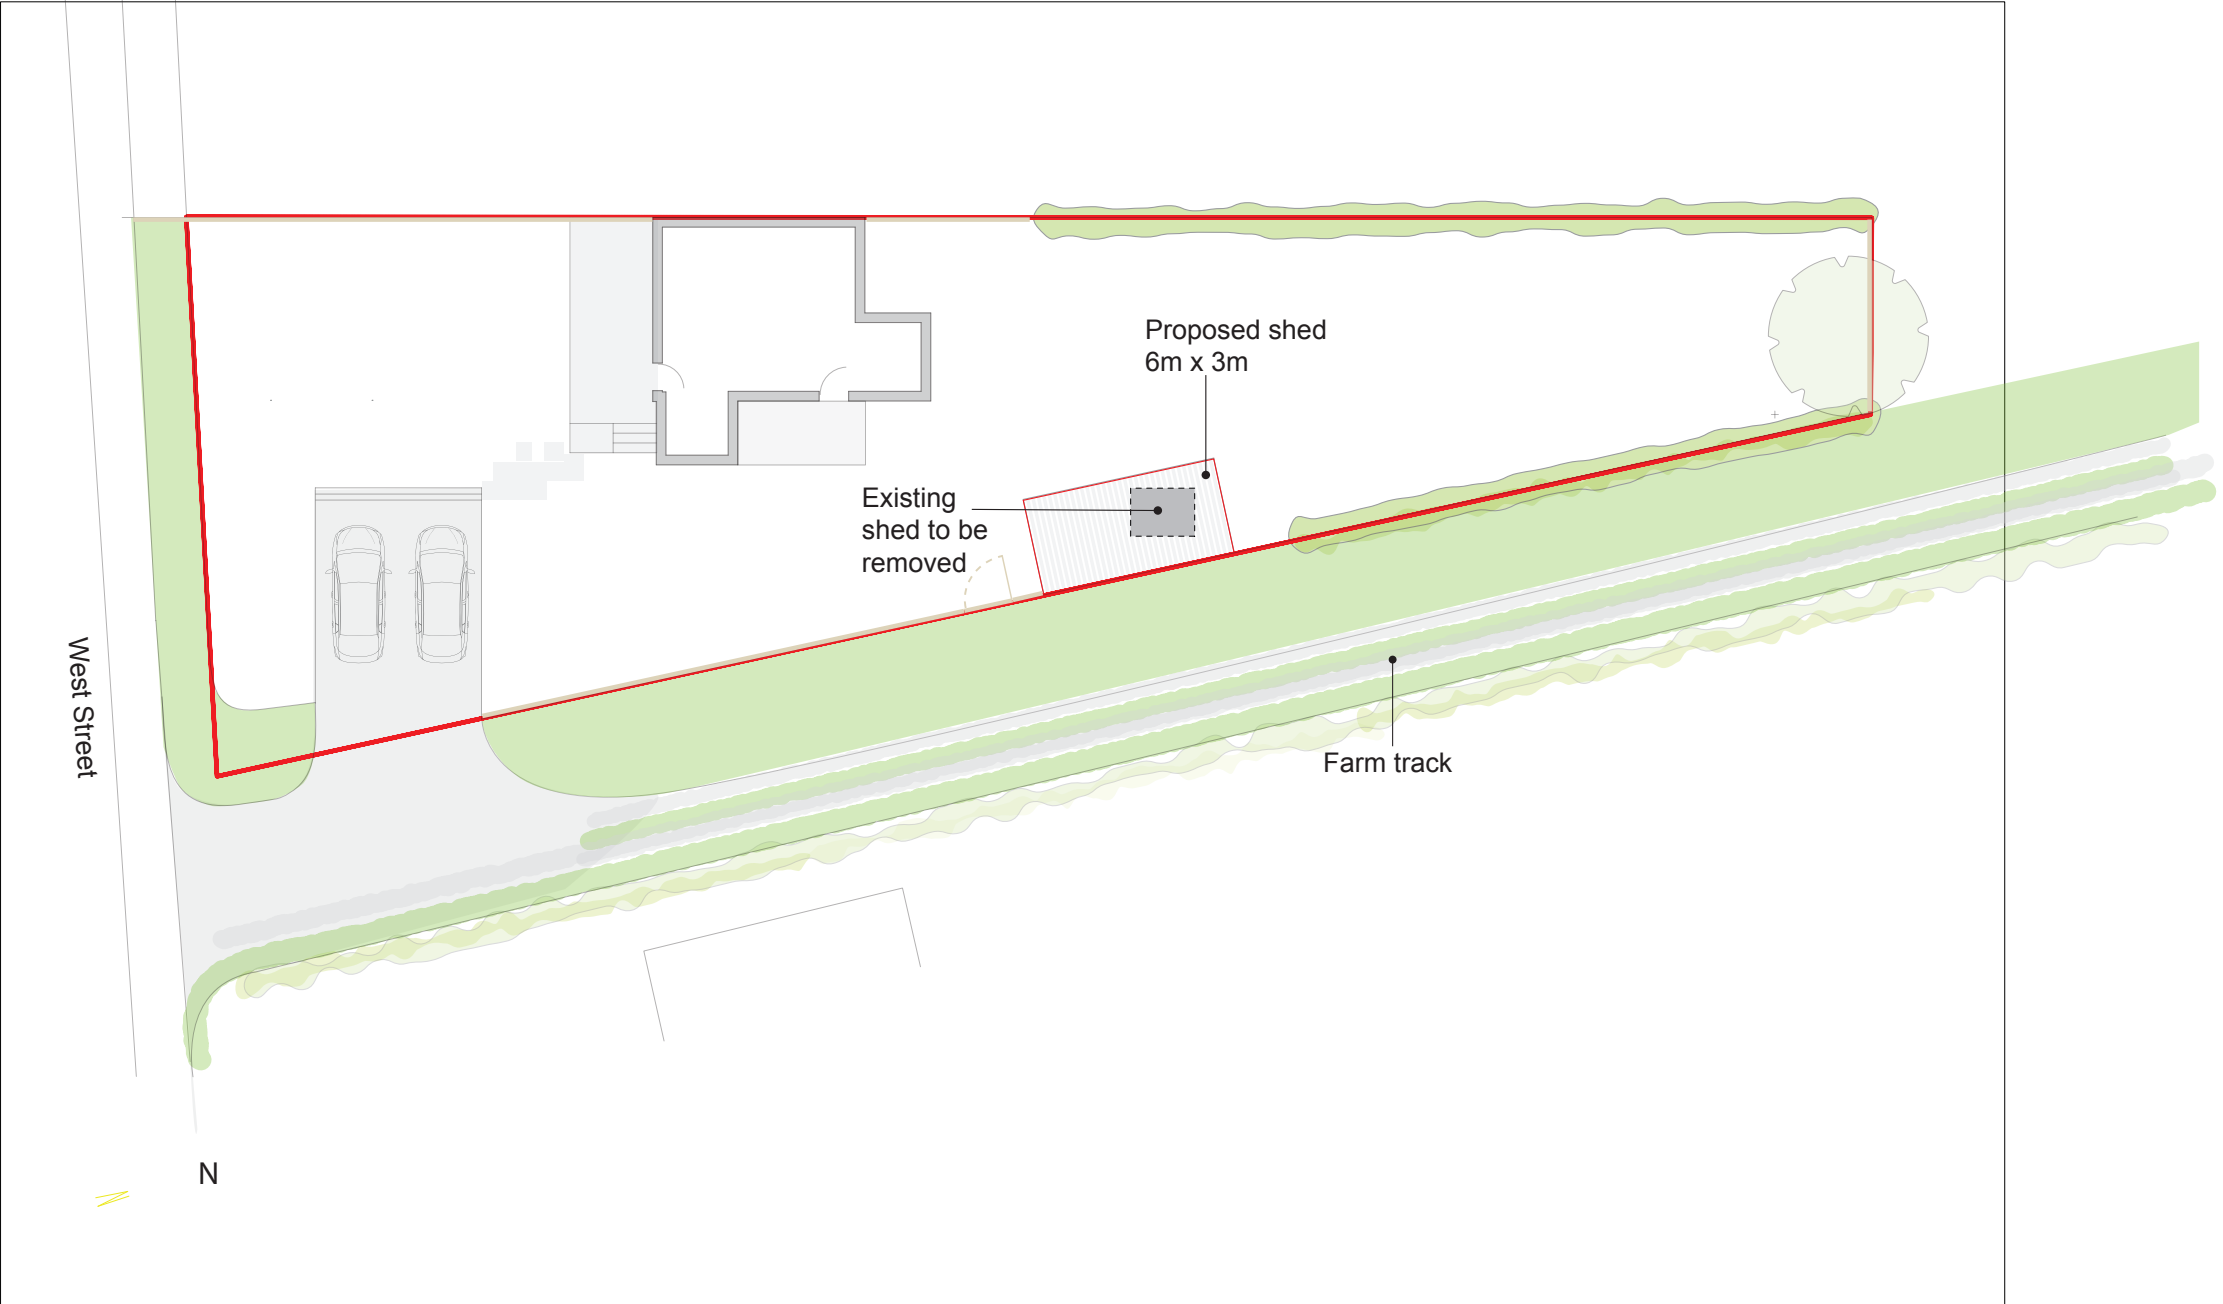 Proposed shed
6m x 3m
Existing
shed to be
removed
West Street
Farm track
N